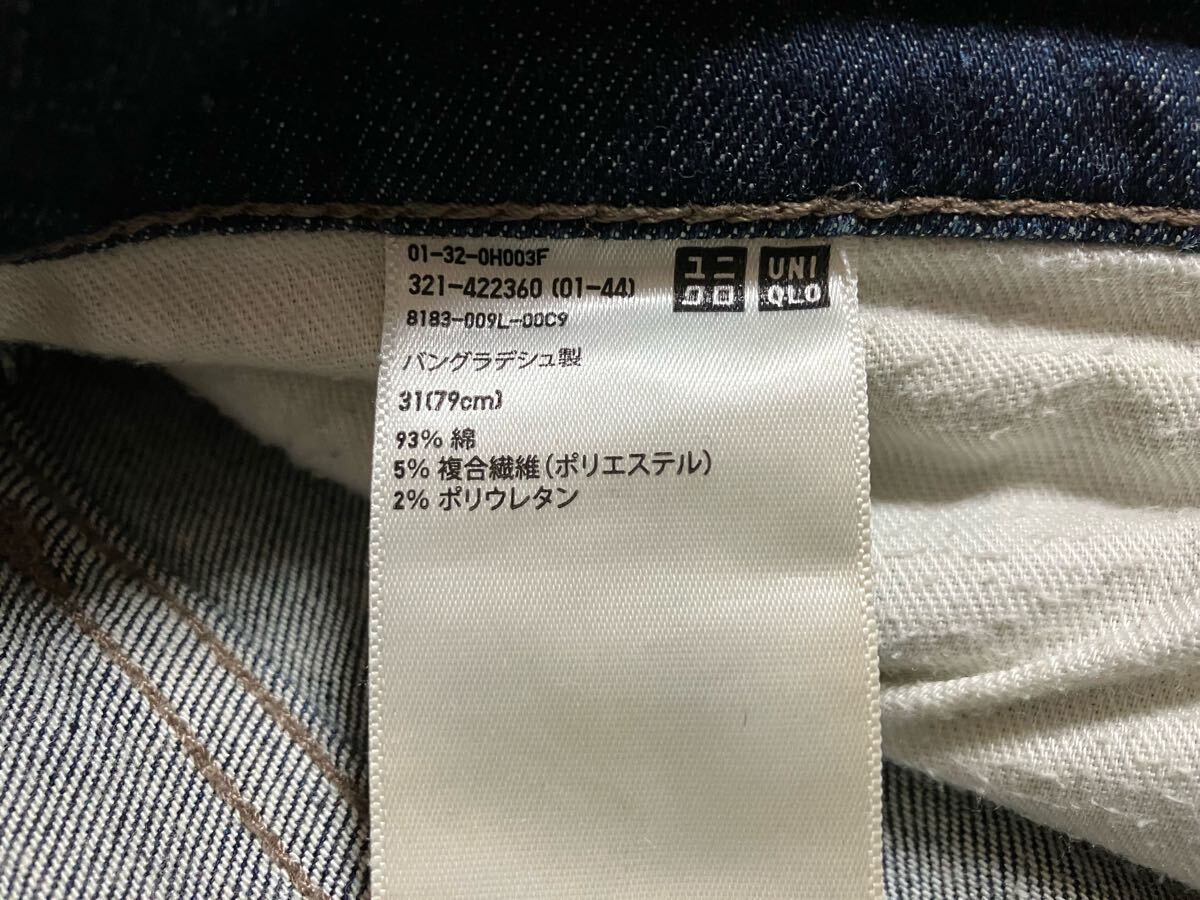 01-32-0H003F
321-422360 (01-44)
8183-009L-00C9
ユニ
クロ
UNI
QLO
バングラデシュ製
31(79cm)
93% 綿
5% 複合繊維(ポリエステル)
2% ポリウレタン